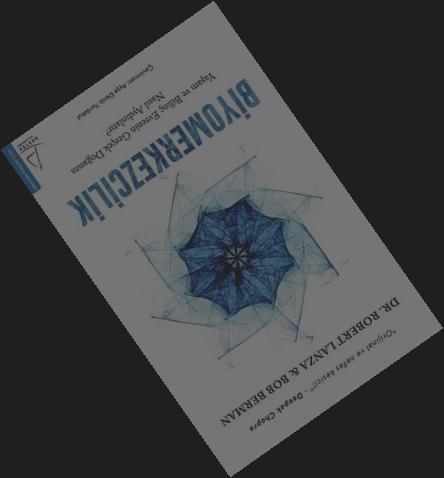 "Orijinal ve nefes kesici!" - Deepak Chopra
DR. ROBERT LANZA & BOB BERMAN
BİYOMERKEZCİLİK
Yaşam ve Bilinç Evrenin Gerçek Doğasını
Nasıl Aydınlatır?